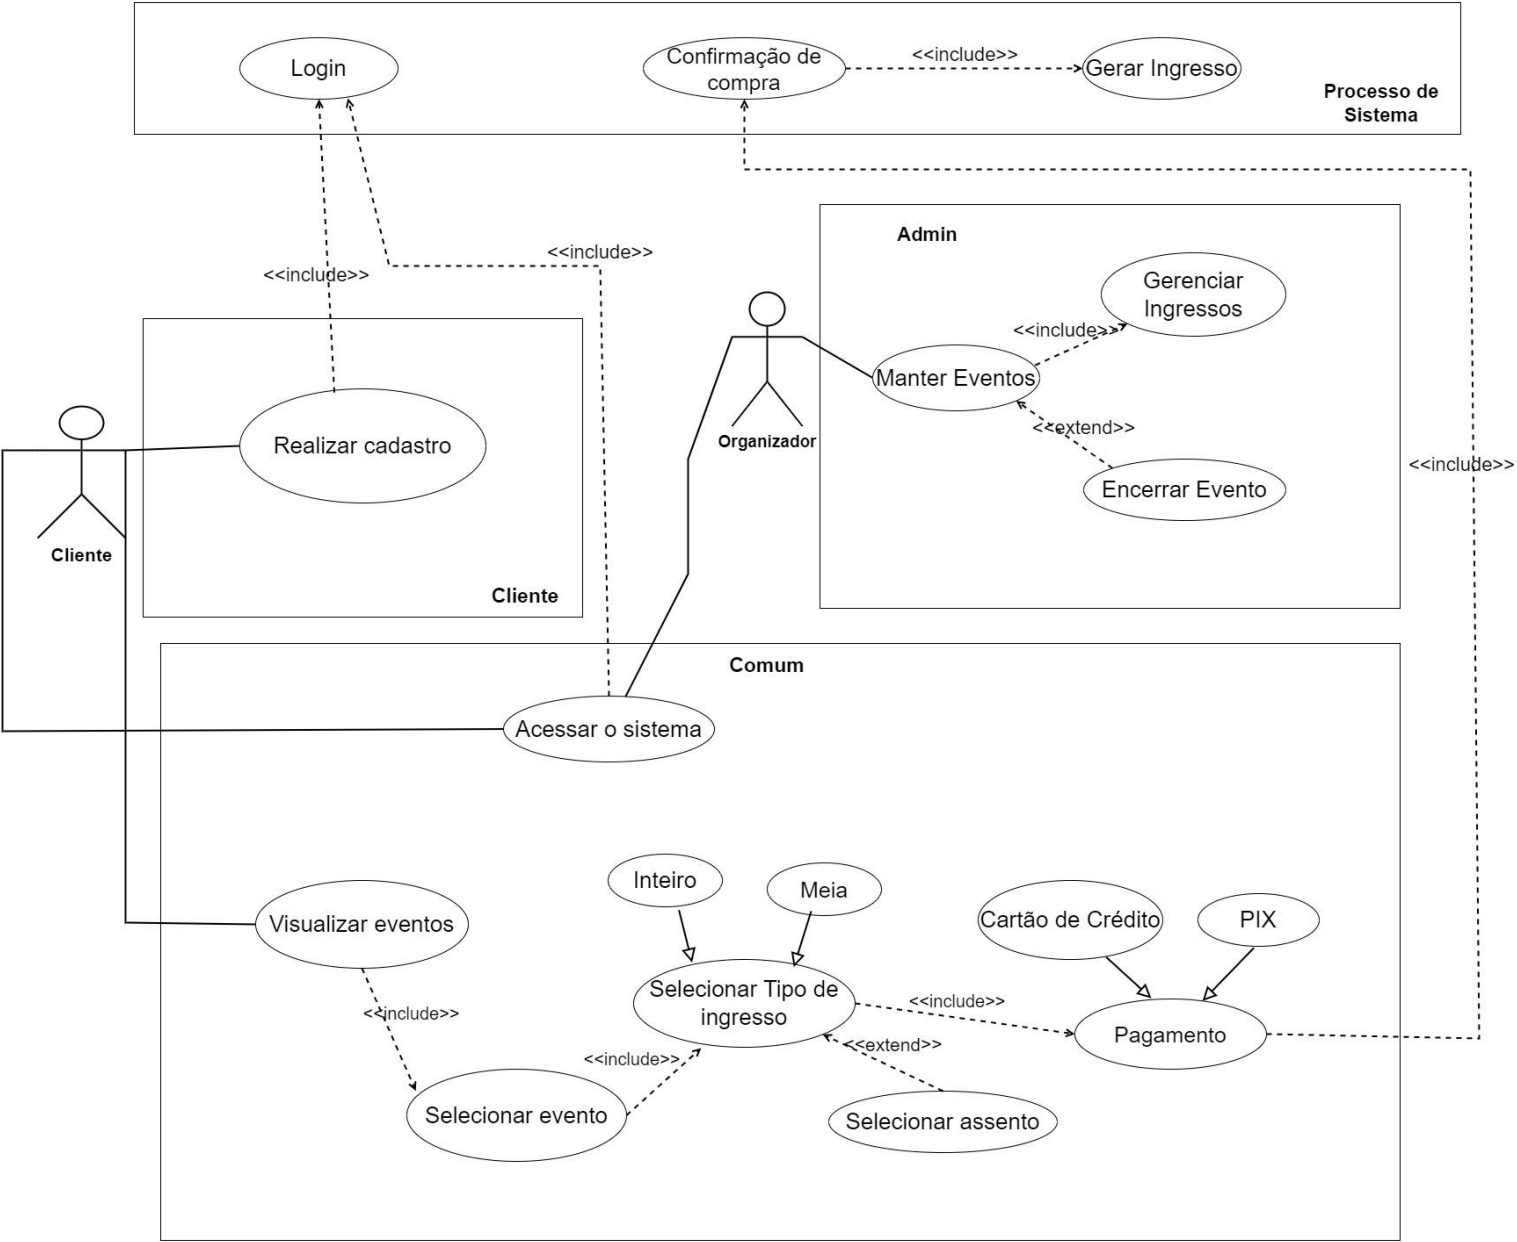 Login
Confirmação de
compra
<<include>>
Gerar Ingresso
Processo de
Sistema
<<include>>
<<include>>
Admin
Gerenciar
Ingressos
<<include>>
Manter Eventos
<<extend>>
Encerrar Evento
Organizador
<<include>>
Realizar cadastro
Cliente
Cliente
Comum
Acessar o sistema
Inteiro
Meia
Cartão de Crédito
PIX
Visualizar eventos
<<include>>
Selecionar Tipo de
ingresso
<<include>>
Pagamento
<<include>>
<<extend>>
Selecionar evento
Selecionar assento